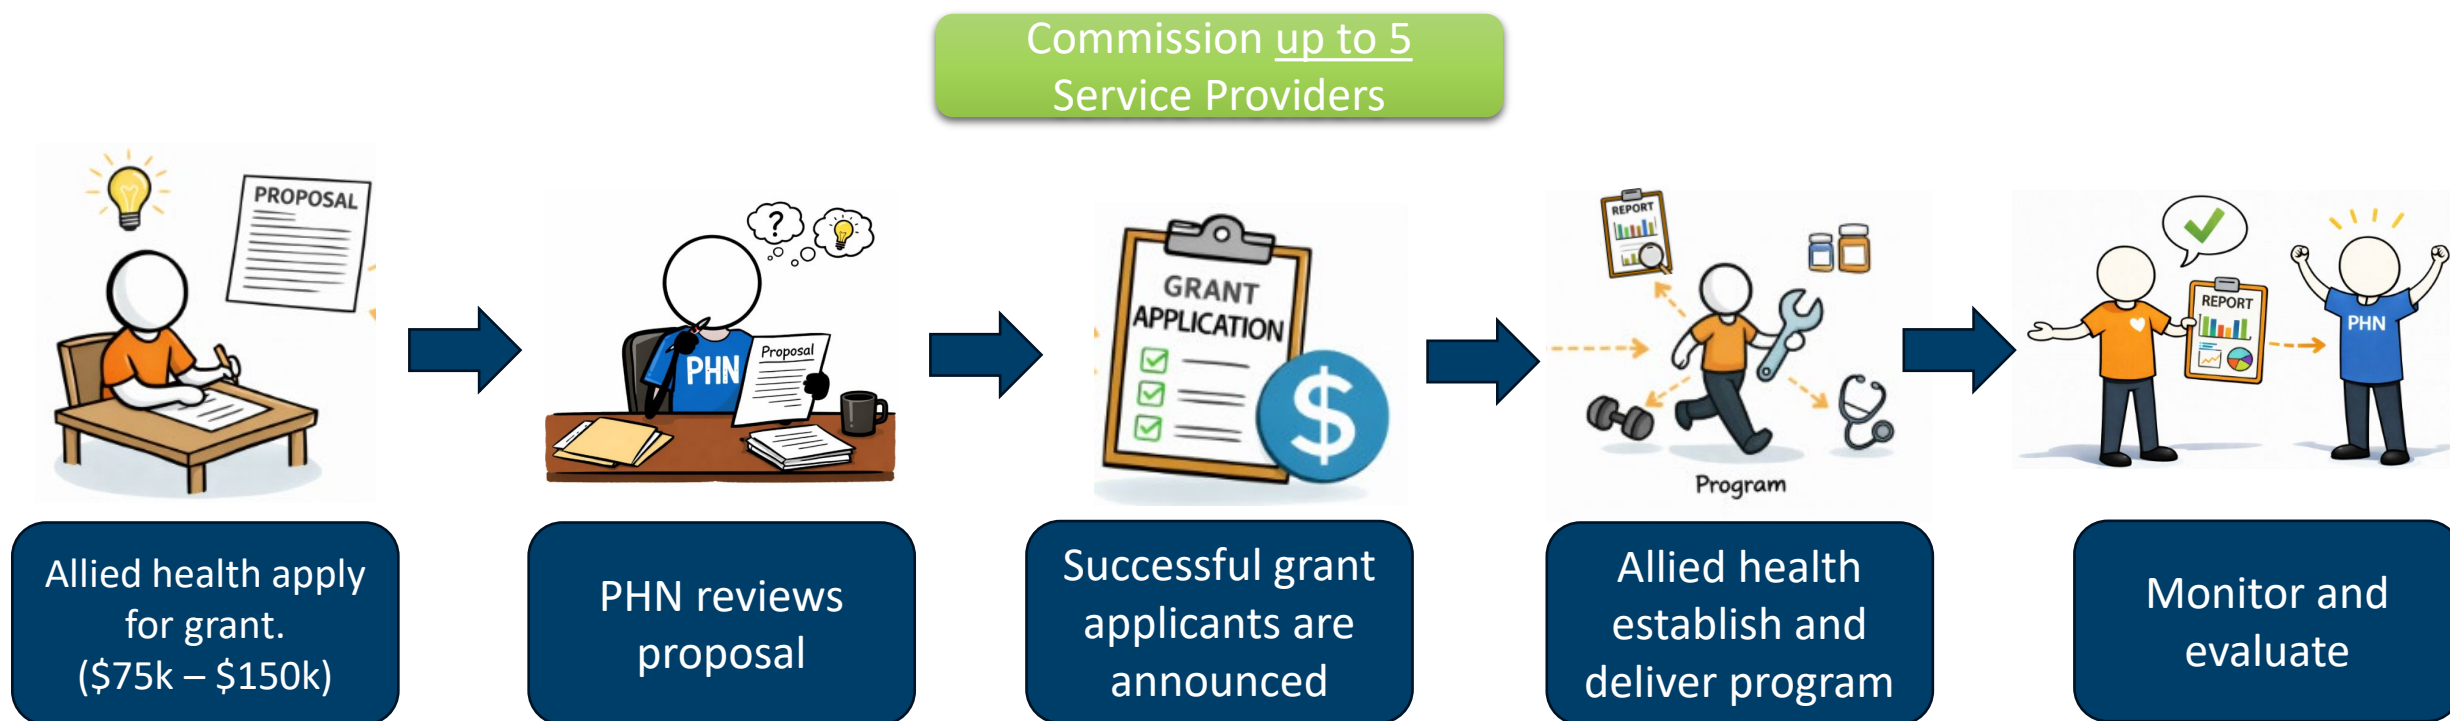 Commission up to 5
Service Providers
PROPOSAL
PHN
Proposal
GRANT
APPLICATION
$
REPORT
Program
REPORT
PHN
Allied health apply
for grant.
($75k – $150k)
PHN reviews
proposal
Successful grant
applicants are
announced
Allied health
establish and
deliver program
Monitor and
evaluate